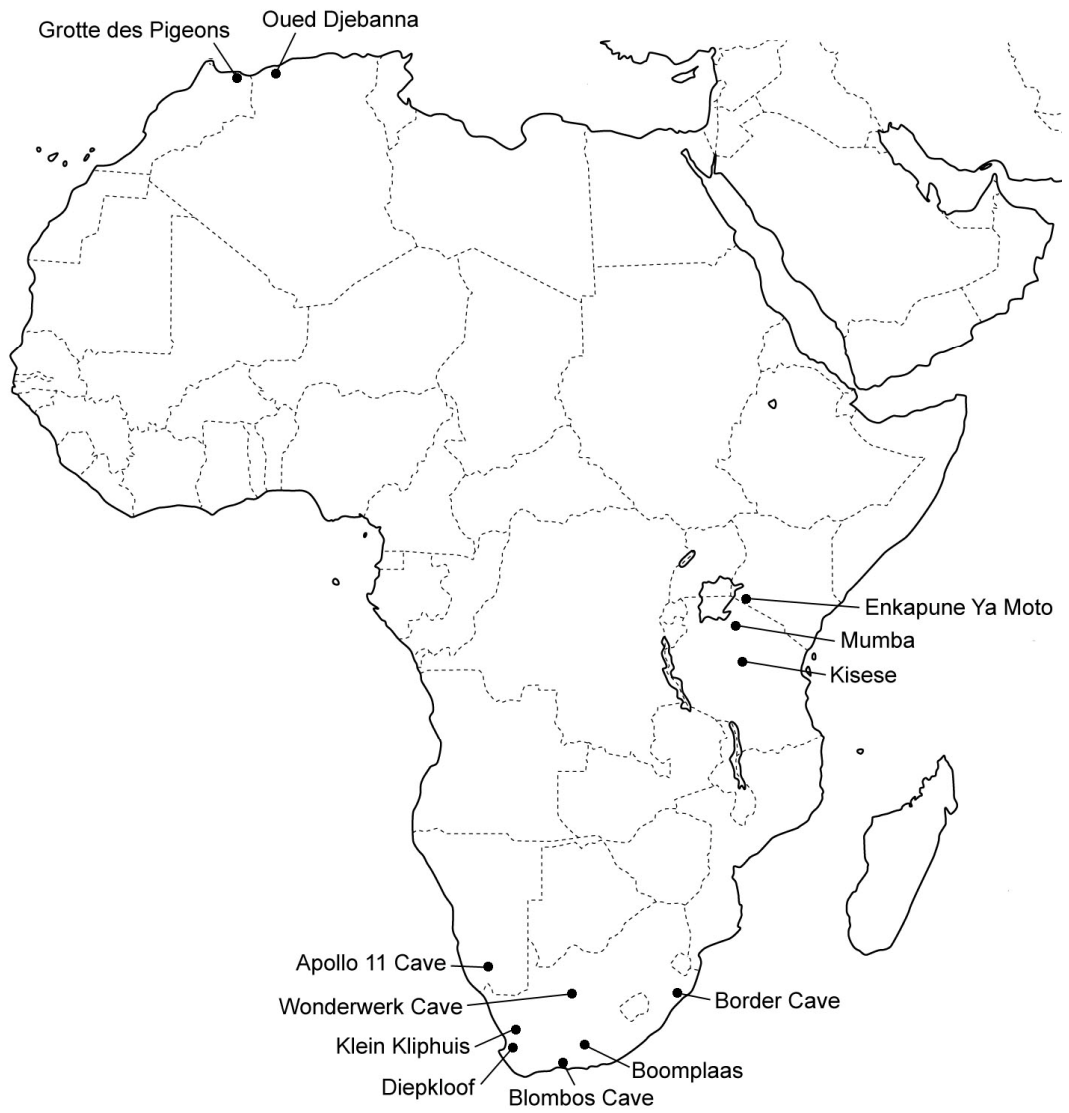 Oued Djebanna
Grotte des Pigeons
Enkapune Ya Moto
Mumba
Kisese
Apollo 11 Cave
Wonderwerk Cave
Border Cave
Klein Kliphuis
Boomplaas
Diepkloof
Blombos Cave